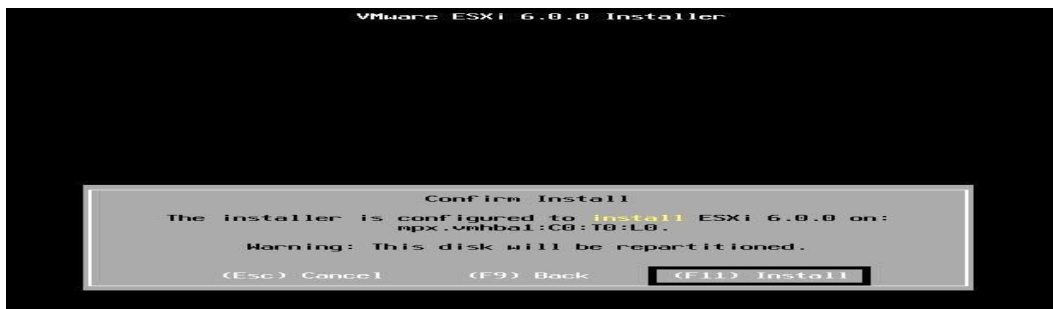 VMware ESXi 6.0.0 Installer
Confirm Install
The installer is configured to install ESXi 6.0.0 on:
mpx.vmhba1:C0:T0:L0.
Warning: This disk will be repartitioned.
(Esc) Cancel (F9) Back (F11) Install